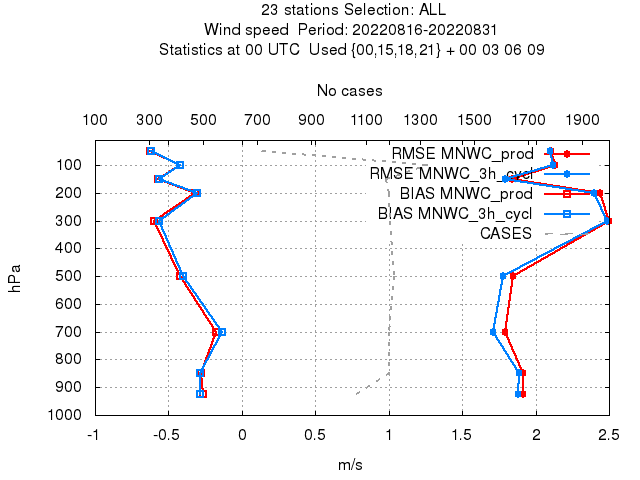 23 stations Selection: ALL
Wind speed  Period: 20220816-20220831
Statistics at 00 UTC  Used {00,15,18,21} + 00 03 06 09
No cases
100 300 500 700 900 1100 1300 1500 1700 1900
RMSE MNWC_prod
RMSE MNWC_3h_cycl
BIAS MNWC_prod
BIAS MNWC_3h_cycl
CASES
hPa
100
200
300
400
500
600
700
800
900
1000
-1 -0.5 0 0.5 1 1.5 2 2.5
m/s